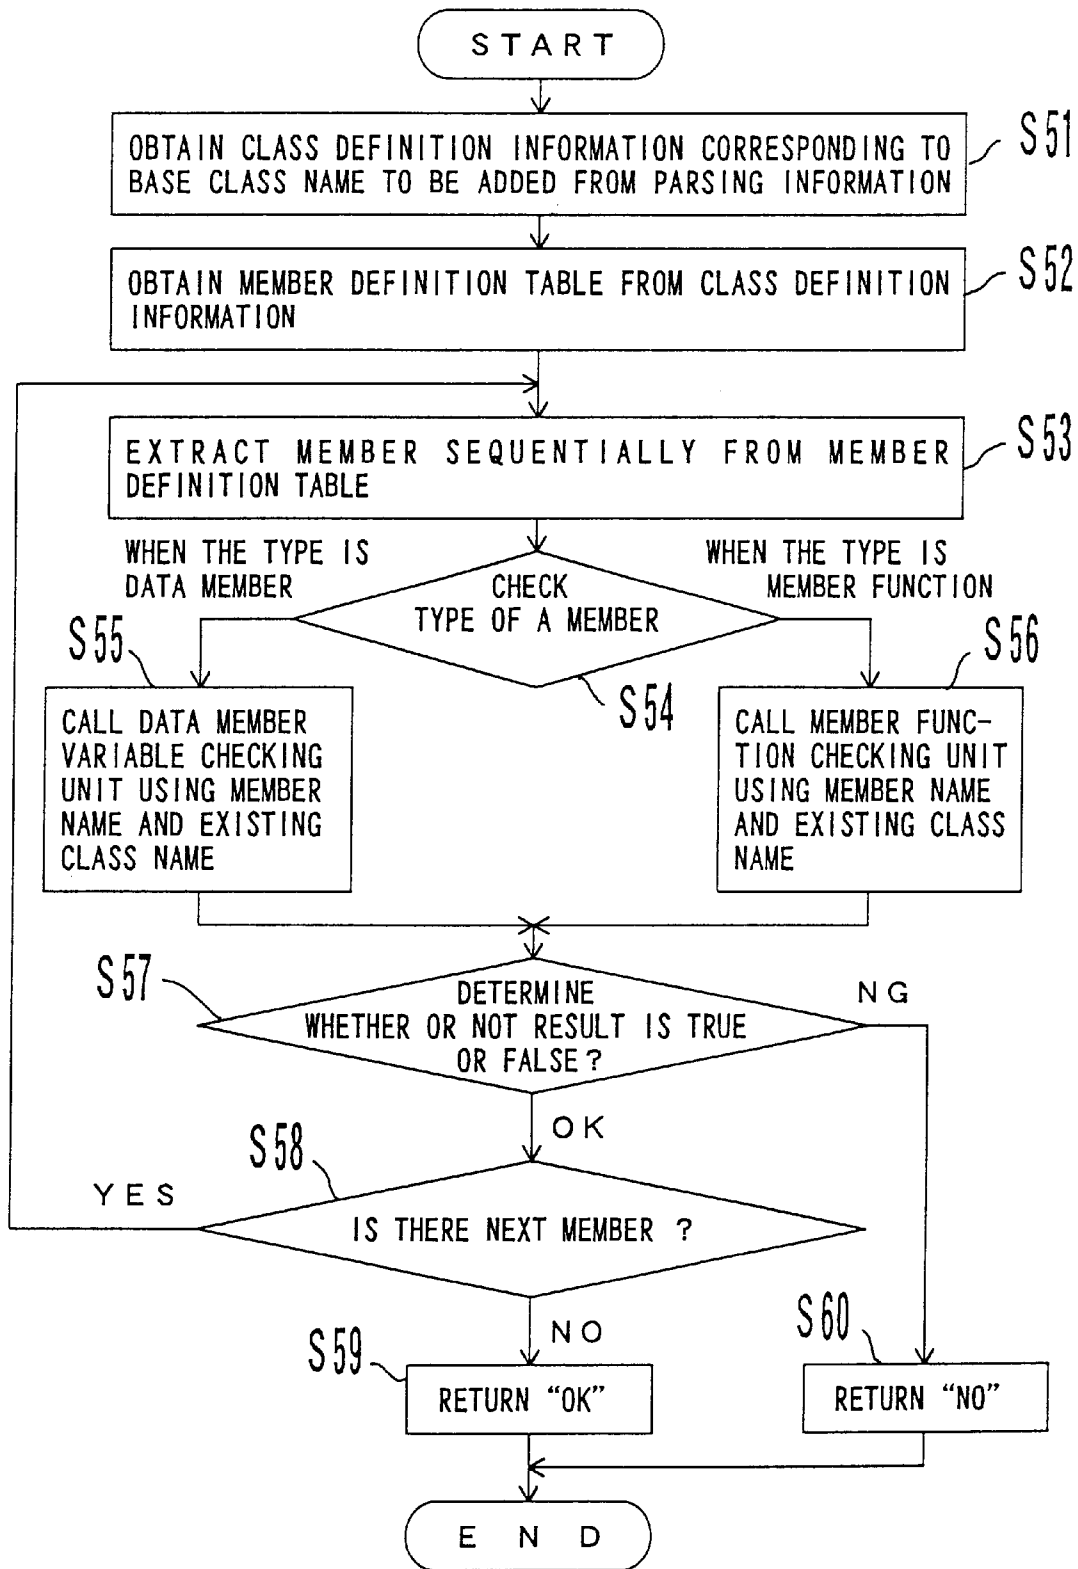 START
OBTAIN CLASS DEFINITION INFORMATION CORRESPONDING TO
BASE CLASS NAME TO BE ADDED FROM PARSING INFORMATION
S51
OBTAIN MEMBER DEFINITION TABLE FROM CLASS DEFINITION
INFORMATION
S52
EXTRACT MEMBER SEQUENTIALLY FROM MEMBER
DEFINITION TABLE
S53
WHEN THE TYPE IS
DATA MEMBER
CHECK
TYPE OF A MEMBER
S54
WHEN THE TYPE IS
MEMBER FUNCTION
S55
CALL DATA MEMBER
VARIABLE CHECKING
UNIT USING MEMBER
NAME AND EXISTING
CLASS NAME
S56
CALL MEMBER FUNC-
TION CHECKING UNIT
USING MEMBER NAME
AND EXISTING CLASS
NAME
S57
DETERMINE
WHETHER OR NOT RESULT IS TRUE
OR FALSE?
NG
OK
S58
YES
IS THERE NEXT MEMBER ?
NO
S59
RETURN “OK”
S60
RETURN “NO”
END